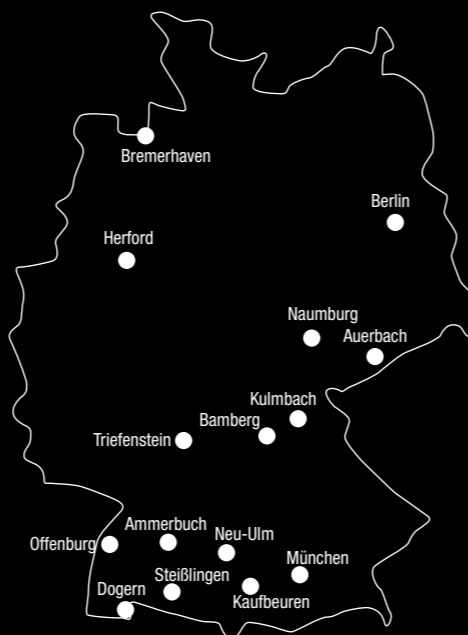 Bremerhaven
Berlin
Herford
Naumburg
Auerbach
Kulmbach
Bamberg
Triefenstein
Ammerbuch
Neu-Ulm
Offenburg
München
Steißlingen
Dogern
Kaufbeuren